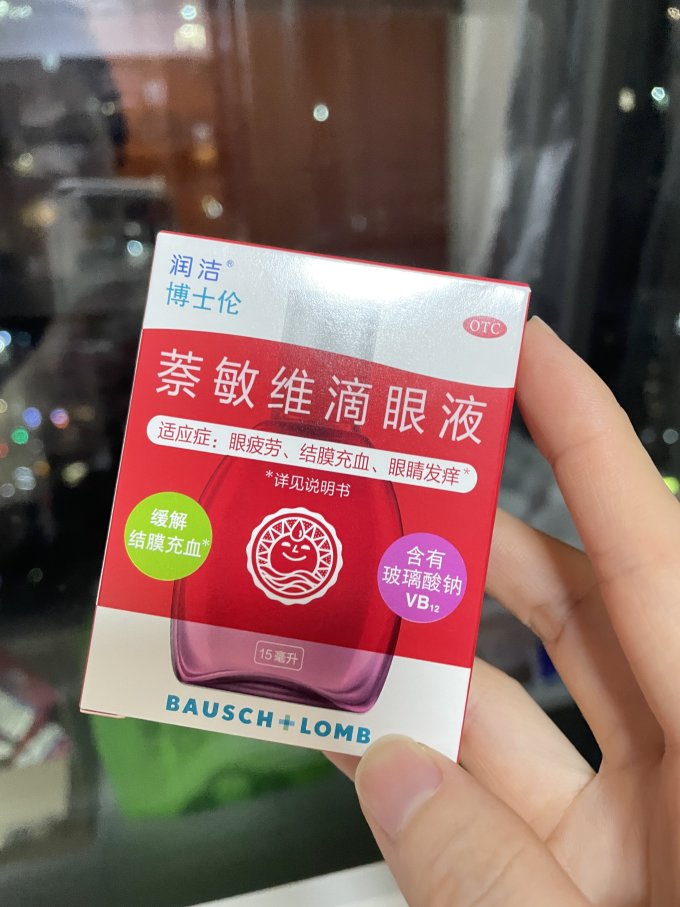 润洁®
博士伦
OTC
萘敏维滴眼液
适应症：眼疲劳、结膜充血、眼睛发痒*
*详见说明书
缓解
结膜充血*
含有
玻璃酸钠
VB₁₂
15毫升
BAUSCH+LOMB